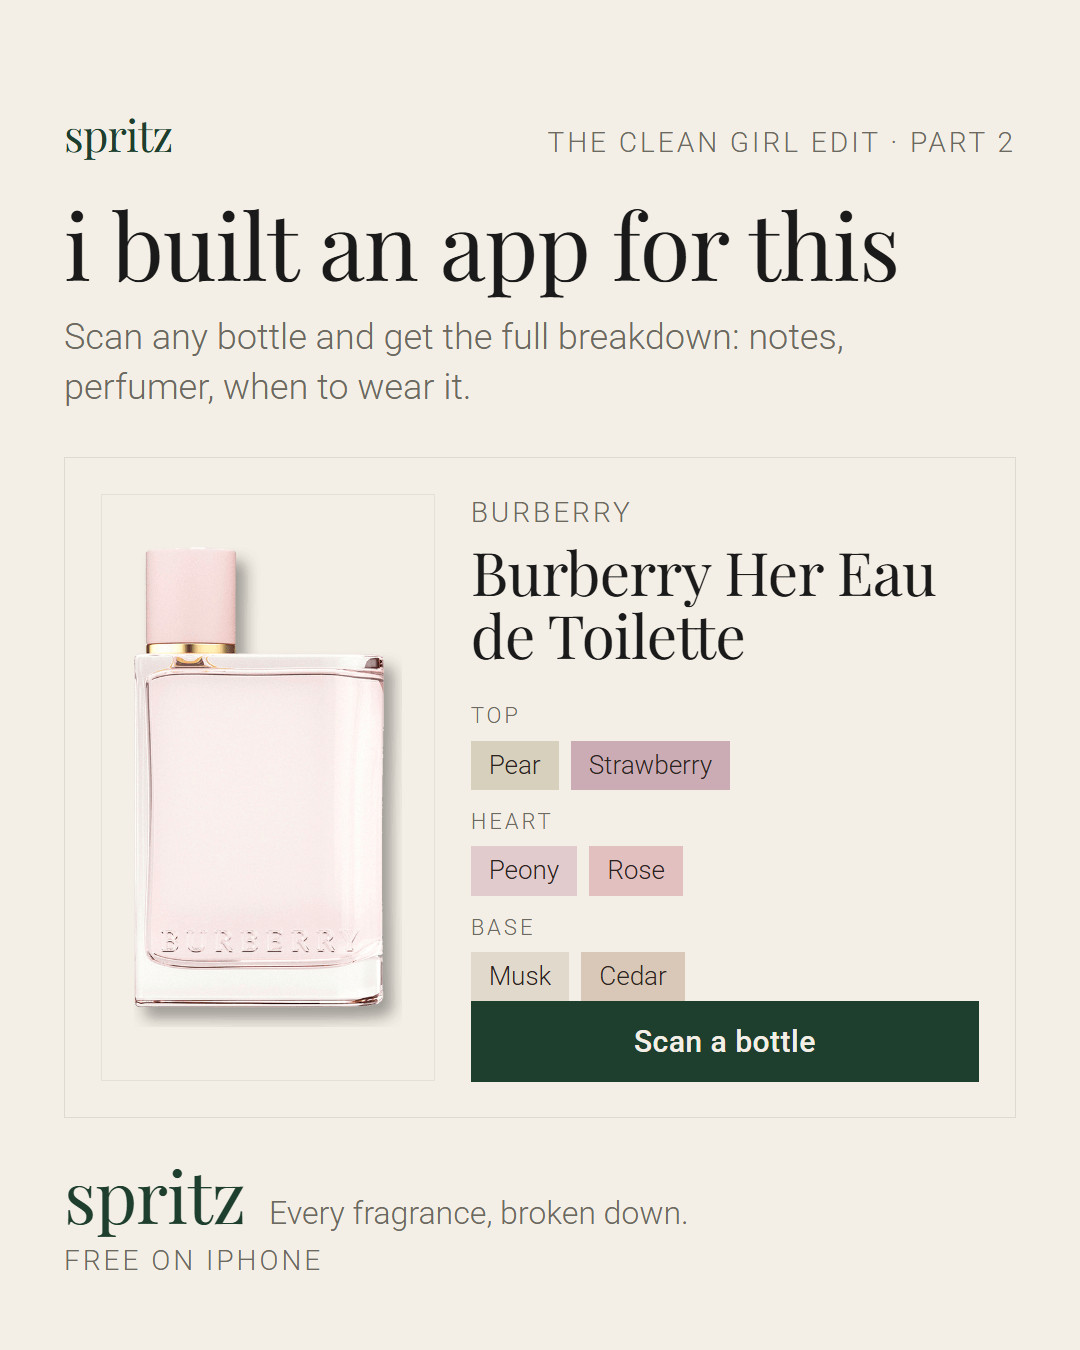 spritz
THE CLEAN GIRL EDIT · PART 2
i built an app for this
Scan any bottle and get the full breakdown: notes,
perfumer, when to wear it.
BURBERRY
Burberry Her Eau
de Toilette
TOP
Pear Strawberry
HEART
Peony Rose
BASE
Musk Cedar
Scan a bottle
BURBERRY
spritz Every fragrance, broken down.
FREE ON IPHONE